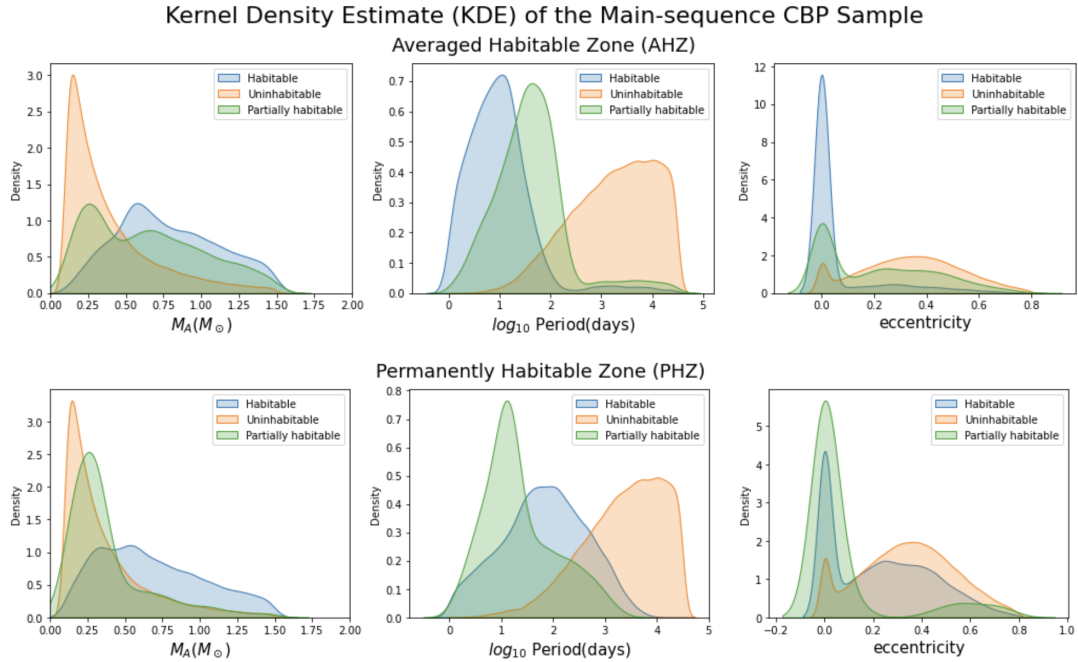 Kernel Density Estimate (KDE) of the Main-sequence CBP Sample
Averaged Habitable Zone (AHZ)
Density
3.0
2.5
2.0
1.5
1.0
0.5
0.0
Habitable
Uninhabitable
Partially habitable
0.00 0.25 0.50 0.75 1.00 1.25 1.50 1.75 2.00
M_A(M_⊙)
Density
0.7
0.6
0.5
0.4
0.3
0.2
0.1
0.0
Habitable
Uninhabitable
Partially habitable
0 1 2 3 4 5
log₁₀ Period(days)
Density
12
10
8
6
4
2
0
Habitable
Uninhabitable
Partially habitable
0.0 0.2 0.4 0.6 0.8
eccentricity
Permanently Habitable Zone (PHZ)
Density
3.0
2.5
2.0
1.5
1.0
0.5
0.0
Habitable
Uninhabitable
Partially habitable
0.00 0.25 0.50 0.75 1.00 1.25 1.50 1.75 2.00
M_A(M_⊙)
Density
0.8
0.7
0.6
0.5
0.4
0.3
0.2
0.1
0.0
Habitable
Uninhabitable
Partially habitable
0 1 2 3 4 5
log₁₀ Period(days)
Density
5
4
3
2
1
0
Habitable
Uninhabitable
Partially habitable
−0.2 0.0 0.2 0.4 0.6 0.8 1.0
eccentricity